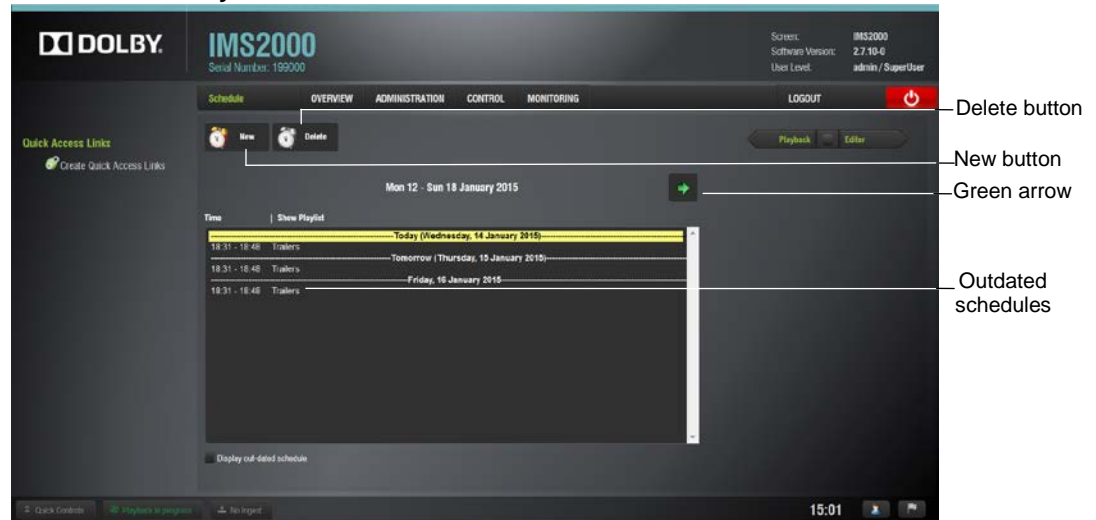 DOLBY.
IMS2000
Serial Number: 199000
Screen: IMS2000
Software Version: 2.7.10-0
User Level: admin / SuperUser
Schedule OVERVIEW ADMINISTRATION CONTROL MONITORING LOGOUT
Delete button
Quick Access Links
Create Quick Access Links
New Delete
Playback Editor
New button
Mon 12 - Sun 18 January 2015
Green arrow
Time | Show Playlist
Today (Wednesday, 14 January 2015)
18:31 - 18:48 Trailers
Tomorrow (Thursday, 15 January 2015)
18:31 - 18:48 Trailers
Friday, 16 January 2015
18:31 - 18:48 Trailers
Outdated
schedules
Display out-dated schedule
Quick Controls Playback in progress No Ingest 15:01